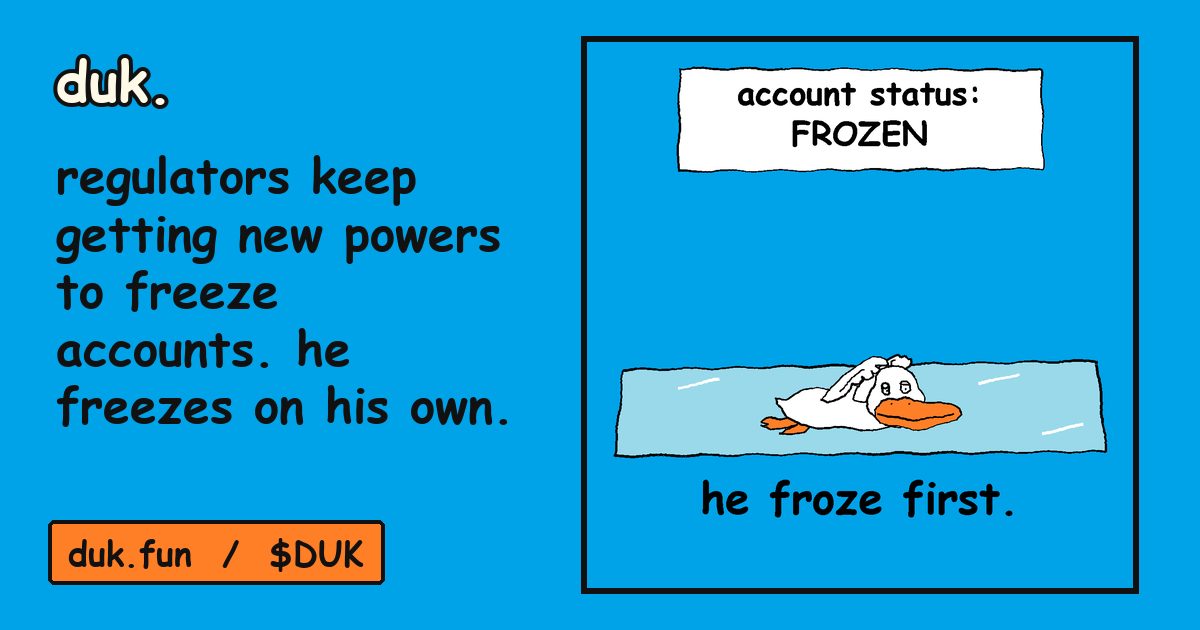 duk.
regulators keep
getting new powers
to freeze
accounts. he
freezes on his own.
duk.fun / $DUK
account status:
FROZEN
he froze first.